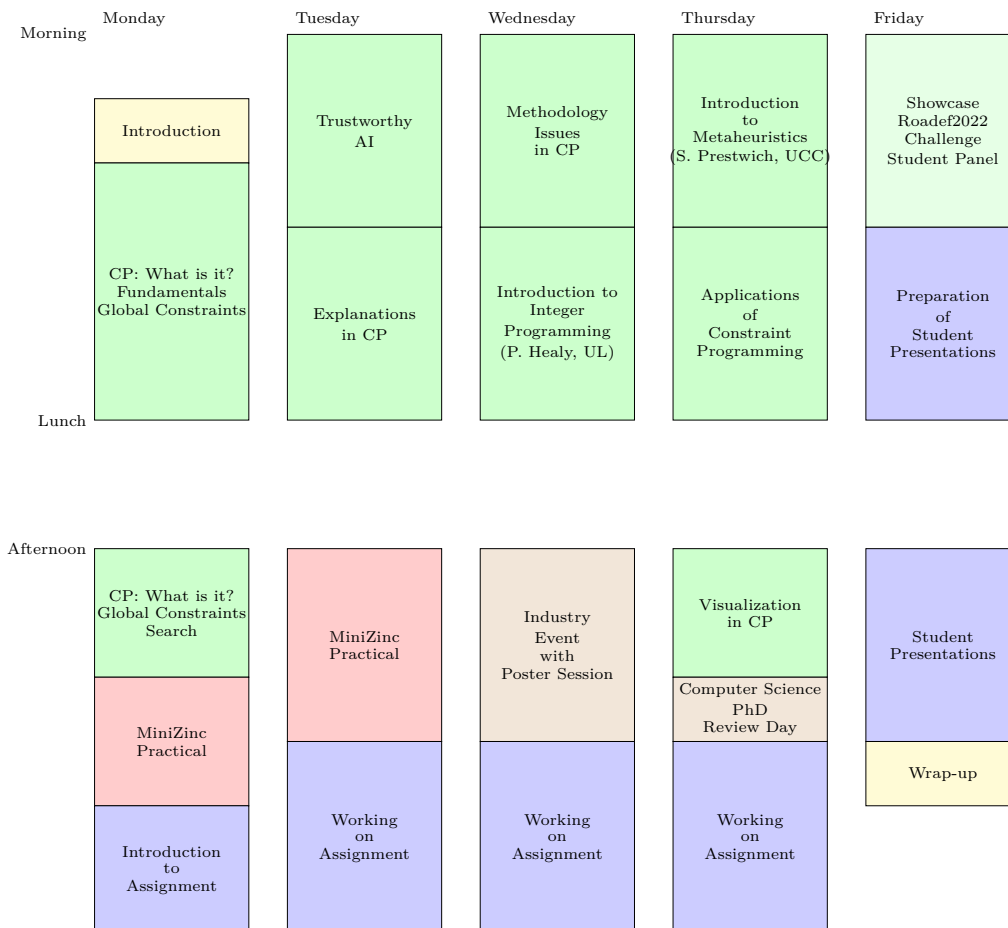 Monday
Tuesday
Wednesday
Thursday
Friday
Morning
Introduction
CP: What is it?
Fundamentals
Global Constraints
Trustworthy
AI
Explanations
in CP
Methodology
Issues
in CP
Introduction to
Integer
Programming
(P. Healy, UL)
Introduction
to
Metaheuristics
(S. Prestwich, UCC)
Applications
of
Constraint
Programming
Showcase
Roadef2022
Challenge
Student Panel
Preparation
of
Student
Presentations
Lunch
Afternoon
CP: What is it?
Global Constraints
Search
MiniZinc
Practical
Introduction
to
Assignment
MiniZinc
Practical
Working
on
Assignment
Industry
Event
with
Poster Session
Working
on
Assignment
Visualization
in CP
Computer Science
PhD
Review Day
Working
on
Assignment
Student
Presentations
Wrap-up